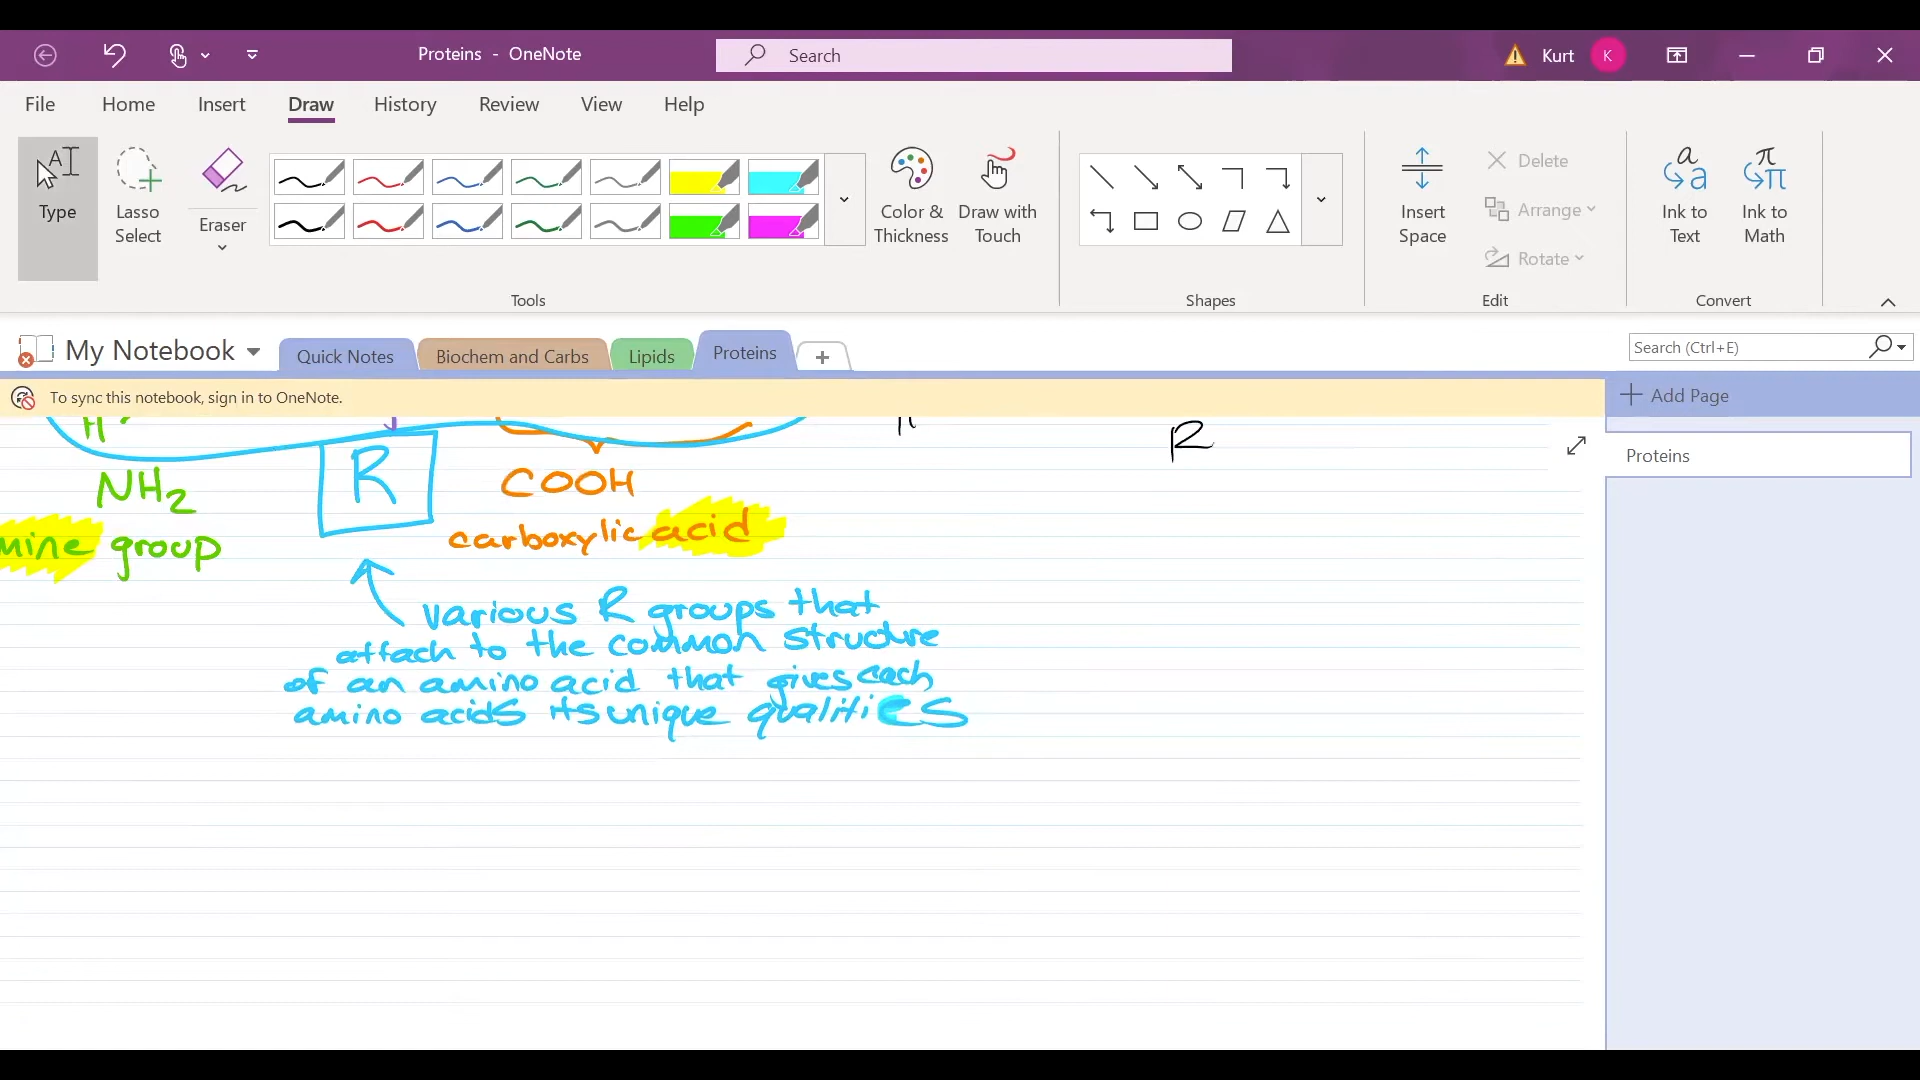 Proteins - OneNote
Search
Kurt
K
File Home Insert Draw History Review View Help
Type
Lasso Select
Eraser
Color & Thickness
Draw with Touch
Insert Space
Delete
Arrange
Rotate
Ink to Text
Ink to Math
Tools
Shapes
Edit
Convert
My Notebook
Quick Notes
Biochem and Carbs
Lipids
Proteins
Search (Ctrl+E)
To sync this notebook, sign in to OneNote.
Add Page
Proteins
R
NH2
R
COOH
mine group
carboxylic acid
various R groups that
attach to the common structure
of an amino acid that gives each
amino acids its unique qualities